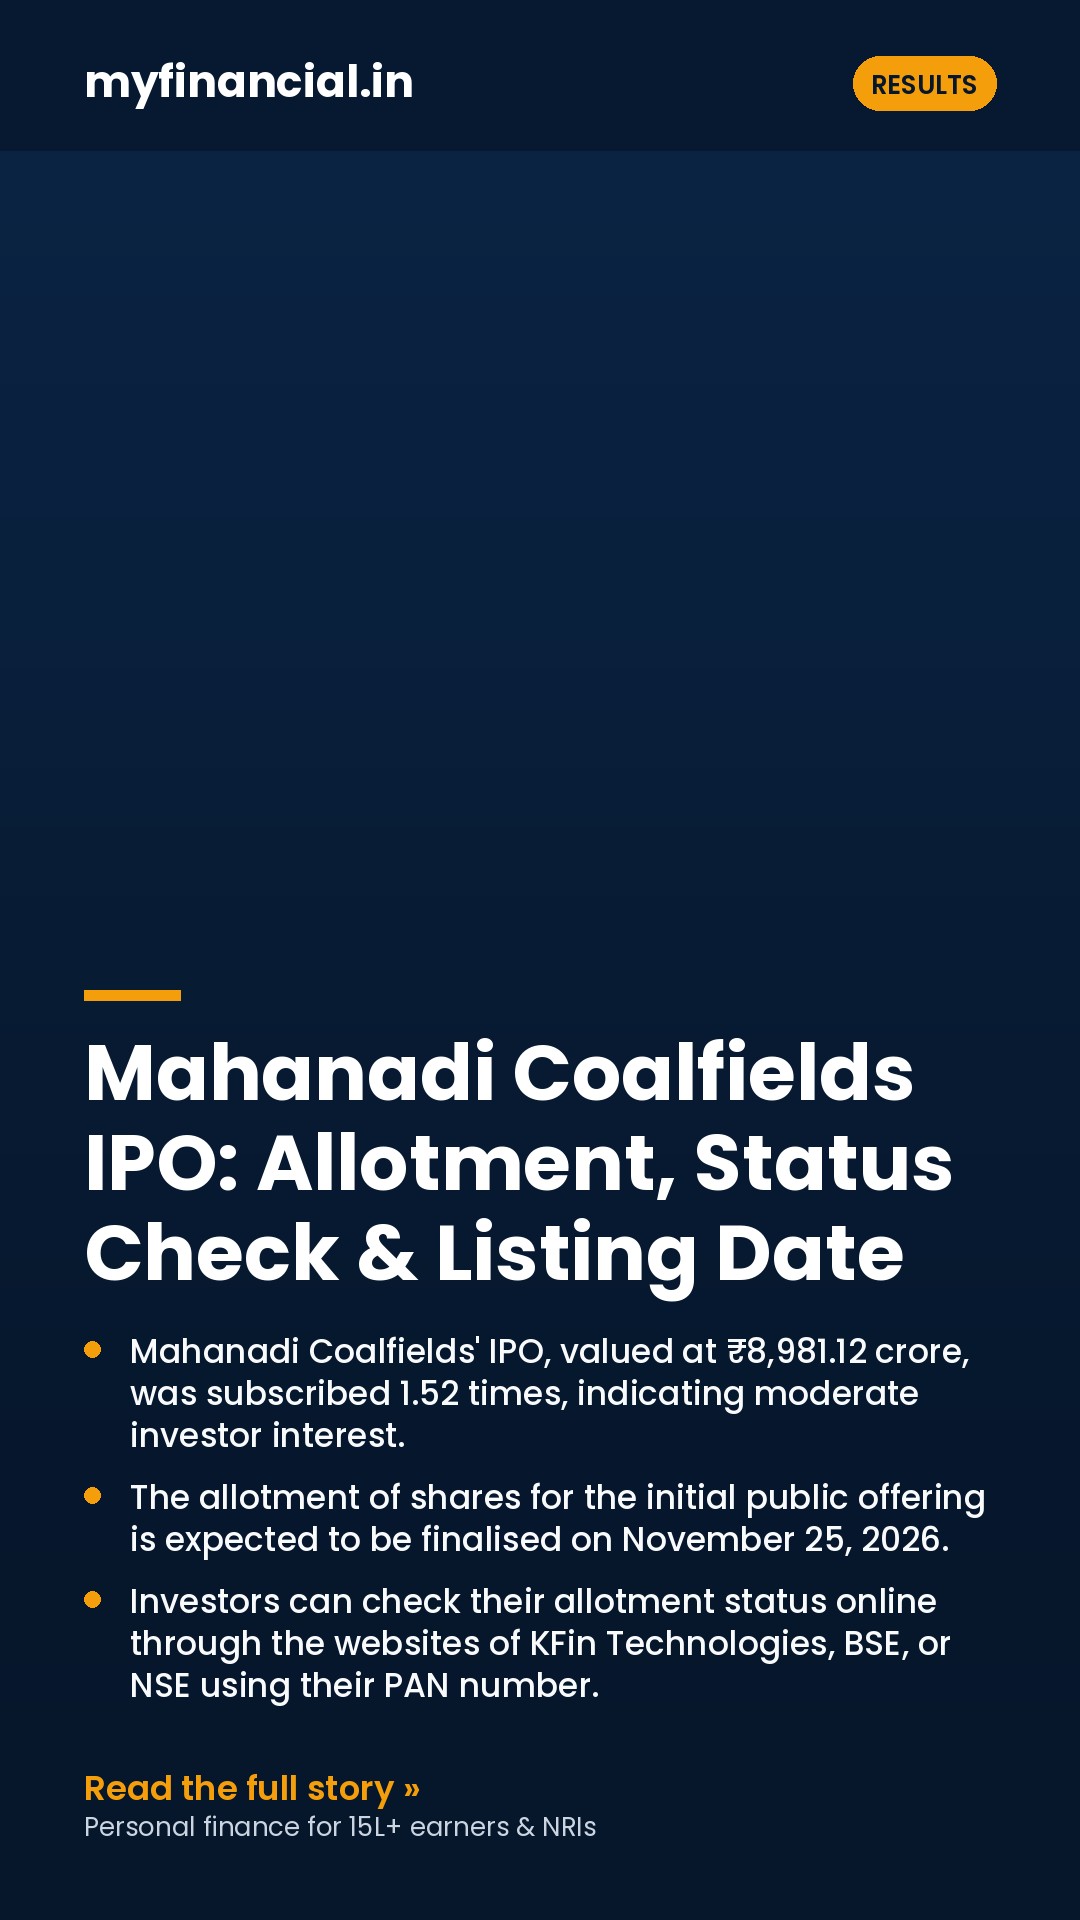 myfinancial.in
RESULTS
Mahanadi Coalfields
IPO: Allotment, Status
Check & Listing Date
Mahanadi Coalfields' IPO, valued at ₹8,981.12 crore,
was subscribed 1.52 times, indicating moderate
investor interest.
The allotment of shares for the initial public offering
is expected to be finalised on November 25, 2026.
Investors can check their allotment status online
through the websites of KFin Technologies, BSE, or
NSE using their PAN number.
Read the full story »
Personal finance for 15L+ earners & NRIs